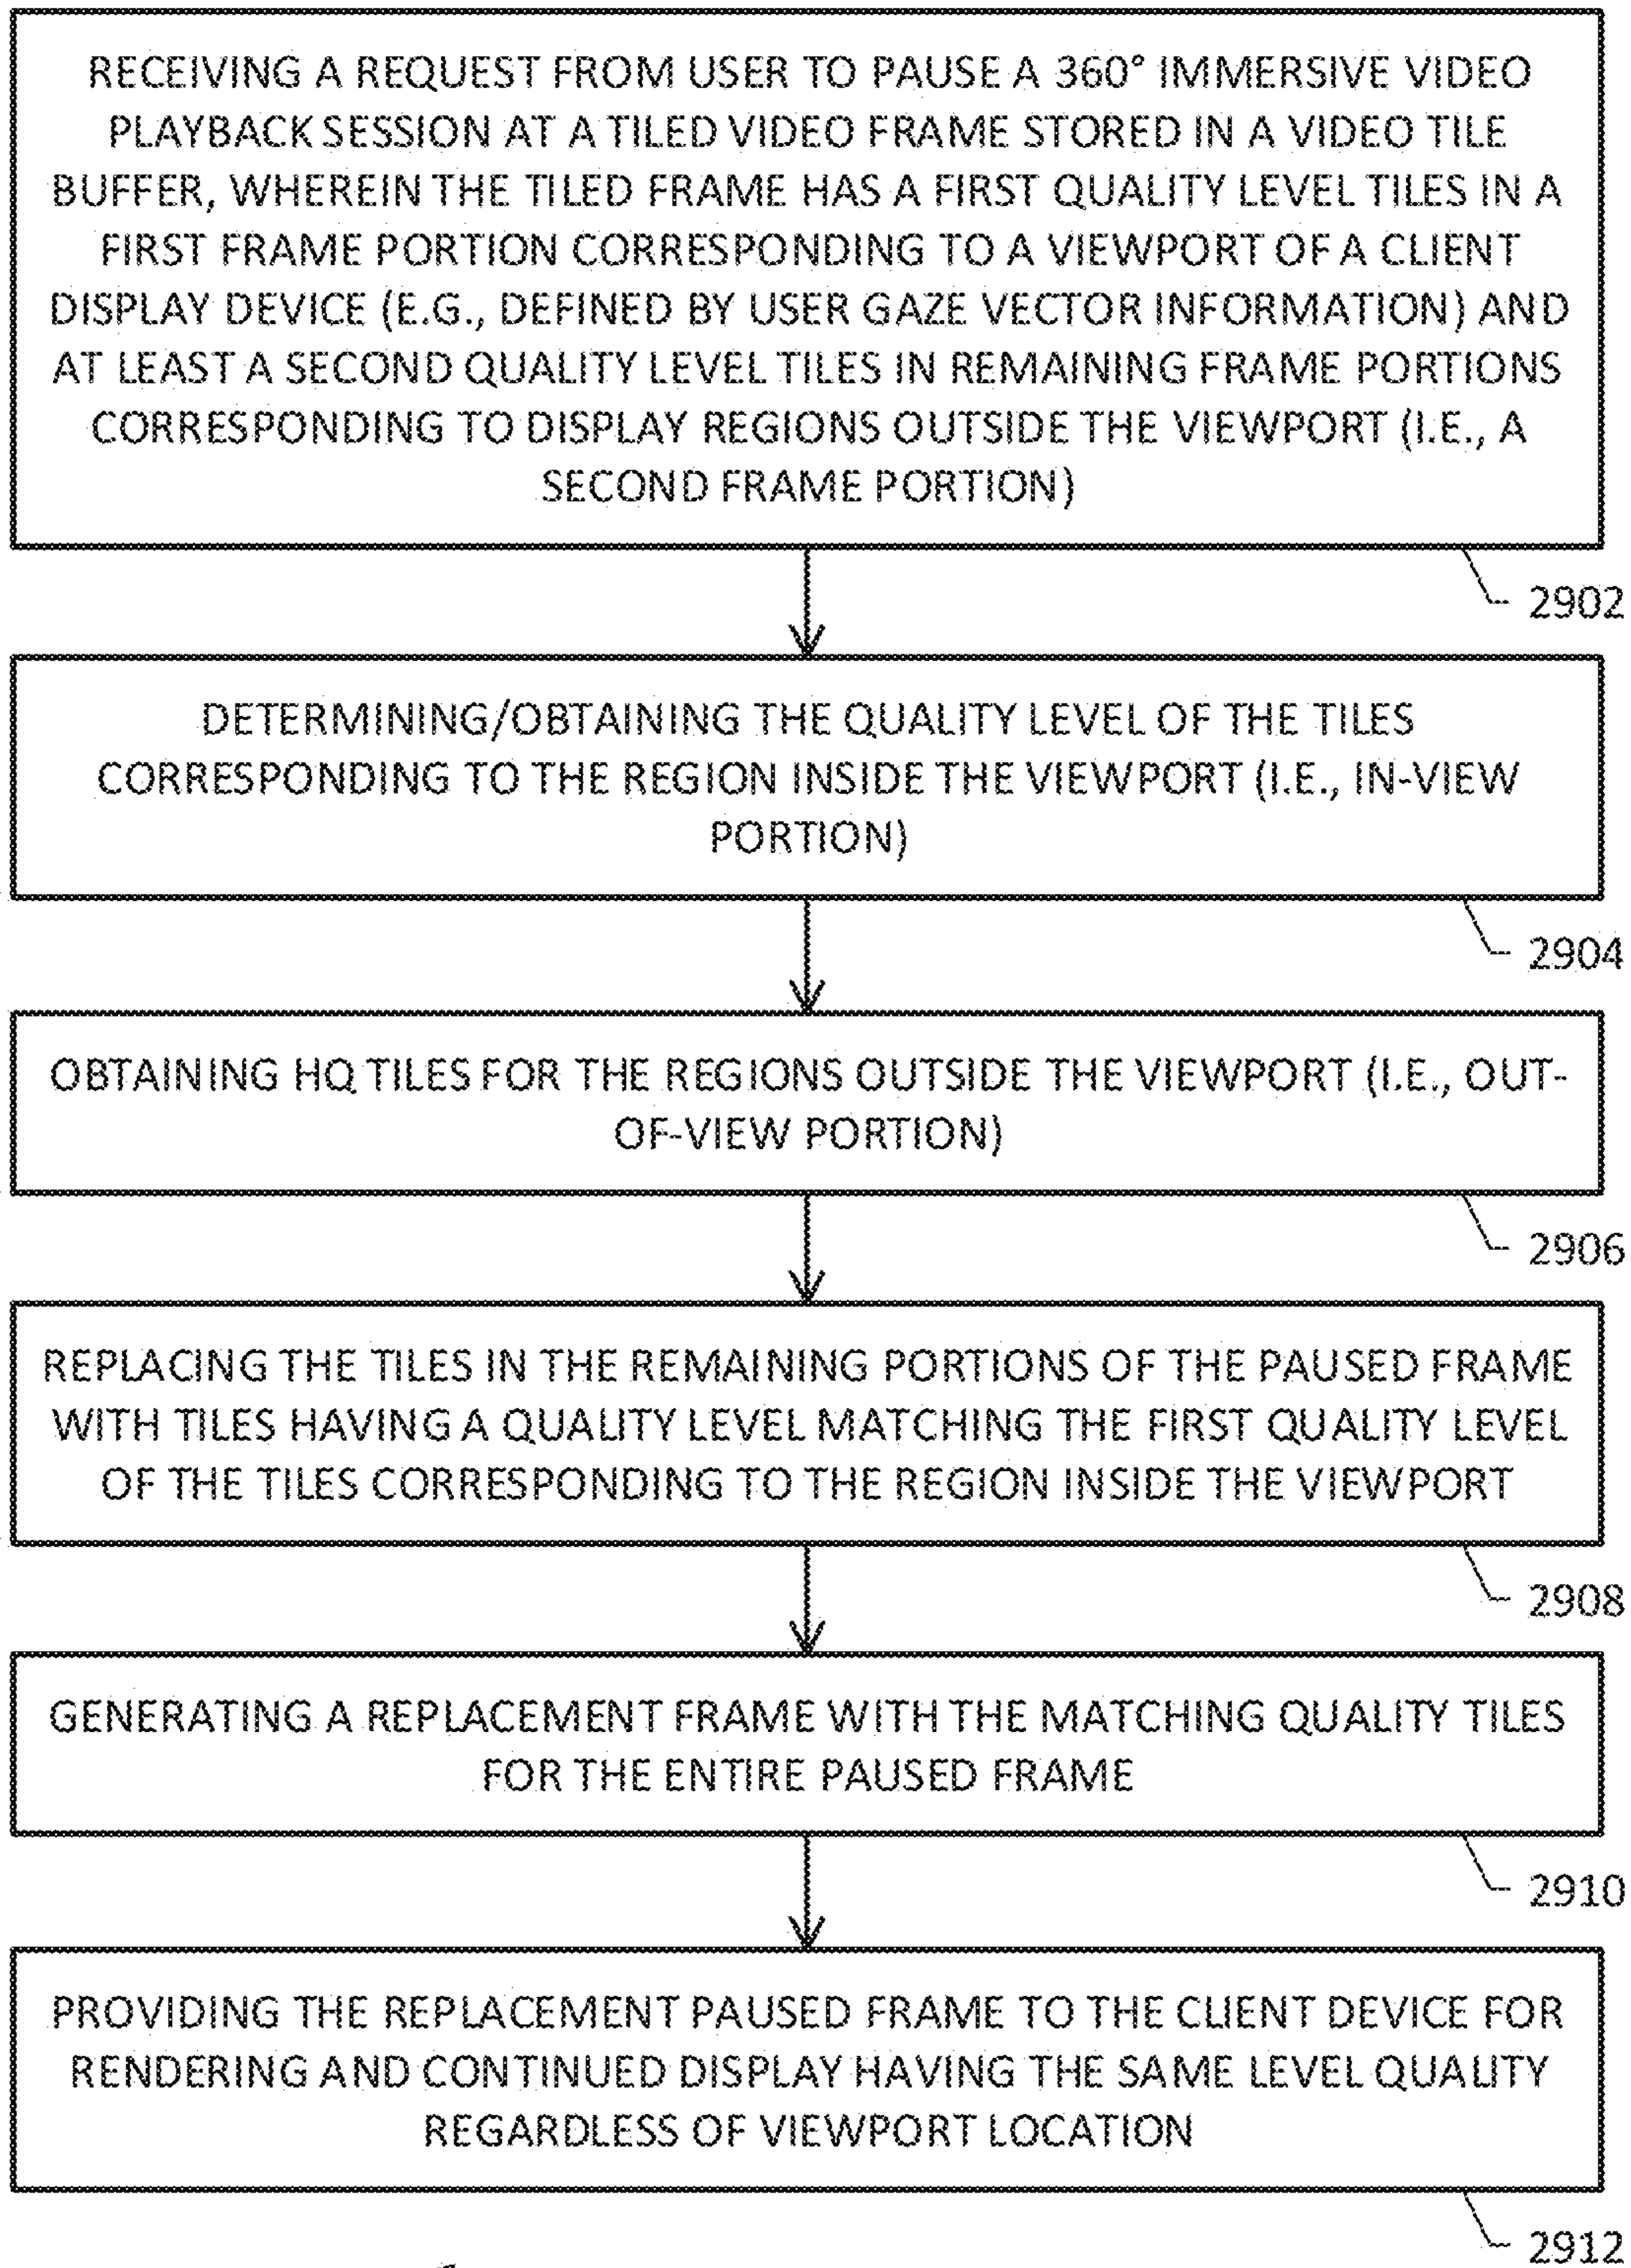 RECEIVING A REQUEST FROM USER TO PAUSE A 360° IMMERSIVE VIDEO
PLAYBACK SESSION AT A TILED VIDEO FRAME STORED IN A VIDEO TILE
BUFFER, WHEREIN THE TILED FRAME HAS A FIRST QUALITY LEVEL TILES IN A
FIRST FRAME PORTION CORRESPONDING TO A VIEWPORT OF A CLIENT
DISPLAY DEVICE (E.G., DEFINED BY USER GAZE VECTOR INFORMATION) AND
AT LEAST A SECOND QUALITY LEVEL TILES IN REMAINING FRAME PORTIONS
CORRESPONDING TO DISPLAY REGIONS OUTSIDE THE VIEWPORT (I.E., A
SECOND FRAME PORTION)
2902
DETERMINING/OBTAINING THE QUALITY LEVEL OF THE TILES
CORRESPONDING TO THE REGION INSIDE THE VIEWPORT (I.E., IN-VIEW
PORTION)
2904
OBTAINING HQ TILES FOR THE REGIONS OUTSIDE THE VIEWPORT (I.E., OUT-
OF-VIEW PORTION)
2906
REPLACING THE TILES IN THE REMAINING PORTIONS OF THE PAUSED FRAME
WITH TILES HAVING A QUALITY LEVEL MATCHING THE FIRST QUALITY LEVEL
OF THE TILES CORRESPONDING TO THE REGION INSIDE THE VIEWPORT
2908
GENERATING A REPLACEMENT FRAME WITH THE MATCHING QUALITY TILES
FOR THE ENTIRE PAUSED FRAME
2910
PROVIDING THE REPLACEMENT PAUSED FRAME TO THE CLIENT DEVICE FOR
RENDERING AND CONTINUED DISPLAY HAVING THE SAME LEVEL QUALITY
REGARDLESS OF VIEWPORT LOCATION
2912